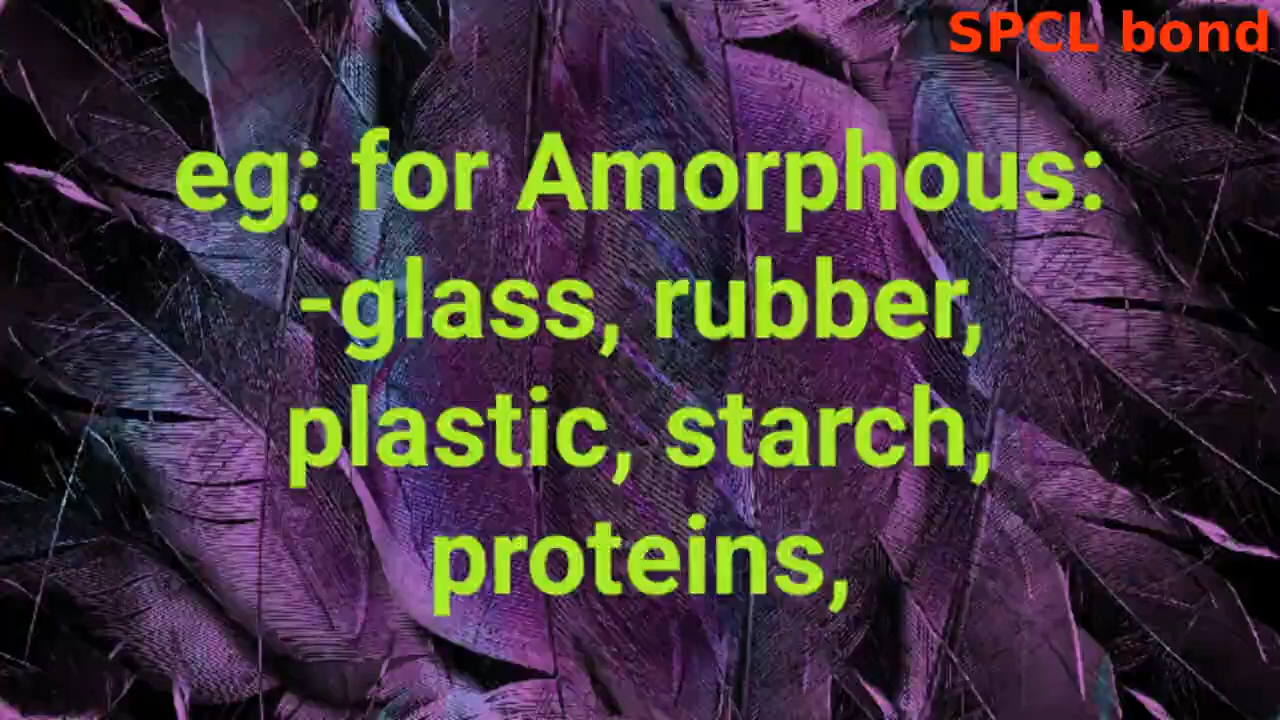 SPCL bond
eg: for Amorphous:
-glass, rubber,
plastic, starch,
proteins,